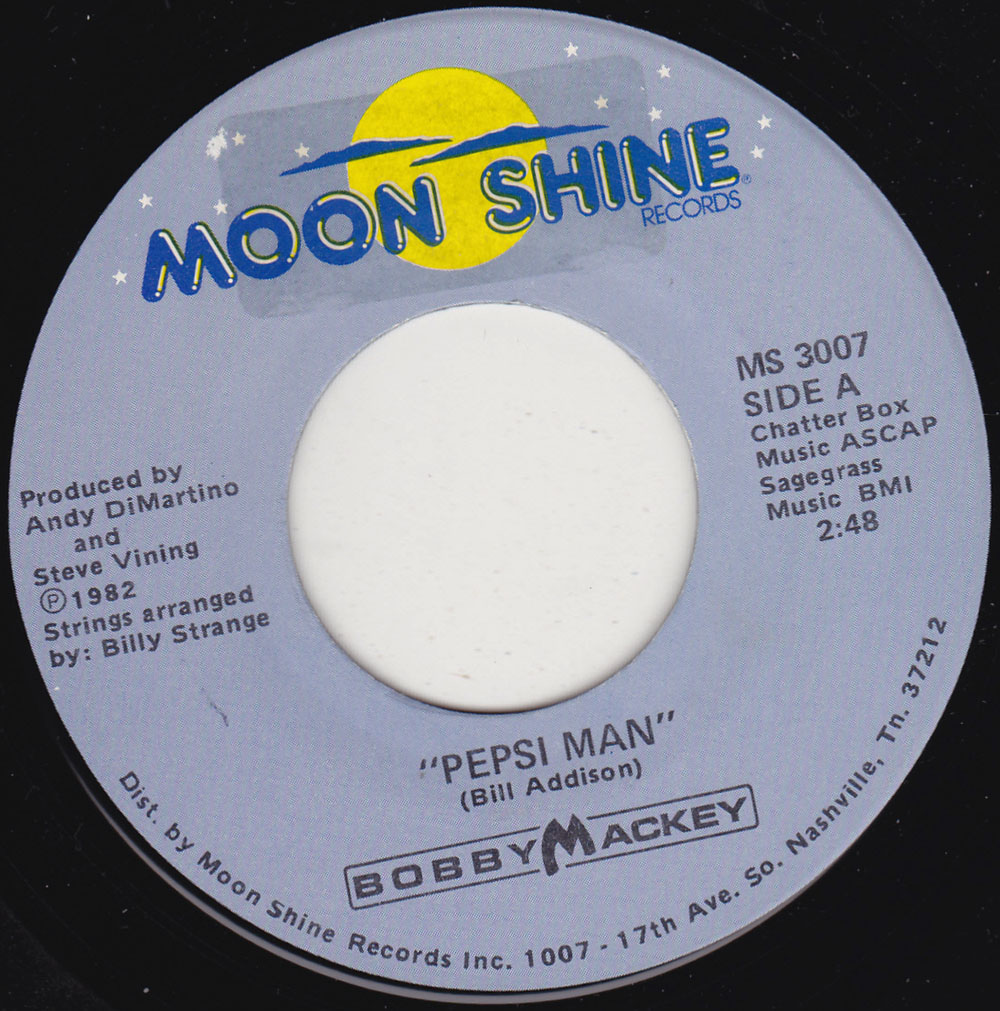 MOON SHINE
RECORDS
MS 3007
SIDE A
Chatter Box
Music ASCAP
Sagegrass
Music BMI
2:48
Produced by
Andy DiMartino
and
Steve Vining
℗1982
Strings arranged
by: Billy Strange
"PEPSI MAN"
(Bill Addison)
BOBBY MACKEY
Dist. by Moon Shine Records Inc. 1007 - 17th Ave. So. Nashville, Tn. 37212